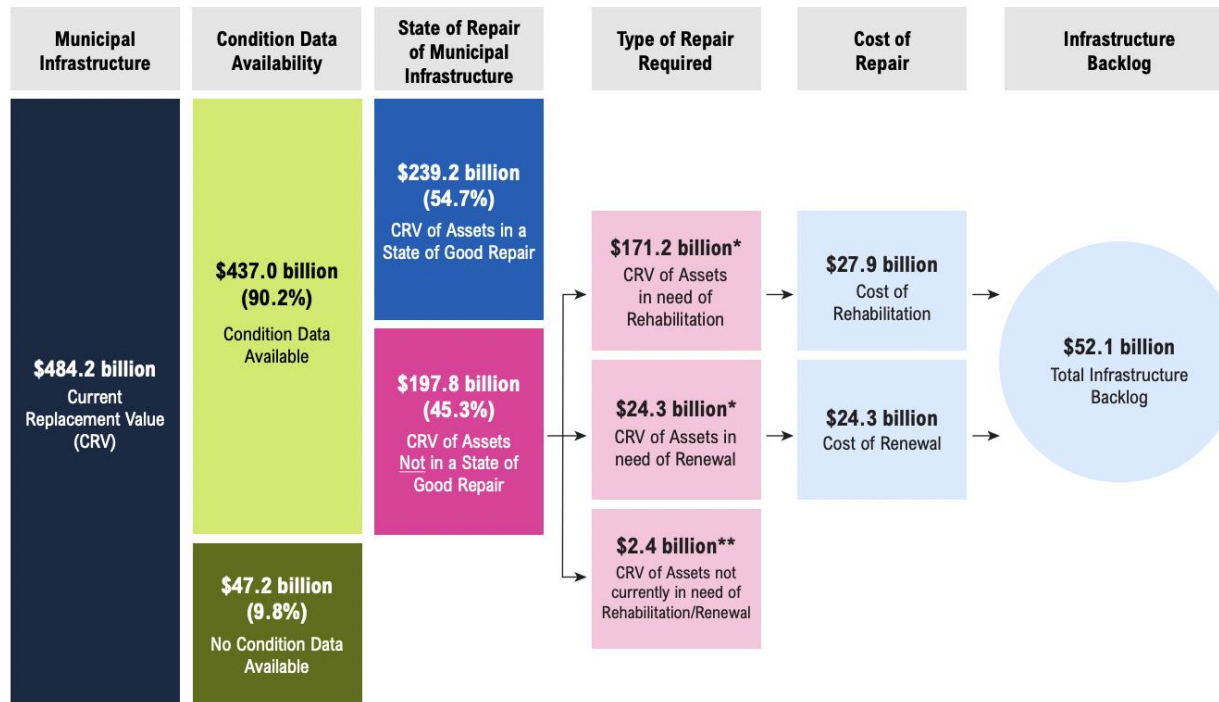 Municipal
Infrastructure
Condition Data
Availability
State of Repair
of Municipal
Infrastructure
Type of Repair
Required
Cost of
Repair
Infrastructure
Backlog
$484.2 billion
Current
Replacement Value
(CRV)
$437.0 billion
(90.2%)
Condition Data
Available
$47.2 billion
(9.8%)
No Condition Data
Available
$239.2 billion
(54.7%)
CRV of Assets in a
State of Good Repair
$197.8 billion
(45.3%)
CRV of Assets
Not in a State of
Good Repair
$171.2 billion*
CRV of Assets
in need of
Rehabilitation
$24.3 billion*
CRV of Assets in
need of Renewal
$2.4 billion**
CRV of Assets not
currently in need of
Rehabilitation/Renewal
$27.9 billion
Cost of
Rehabilitation
$24.3 billion
Cost of Renewal
$52.1 billion
Total Infrastructure
Backlog